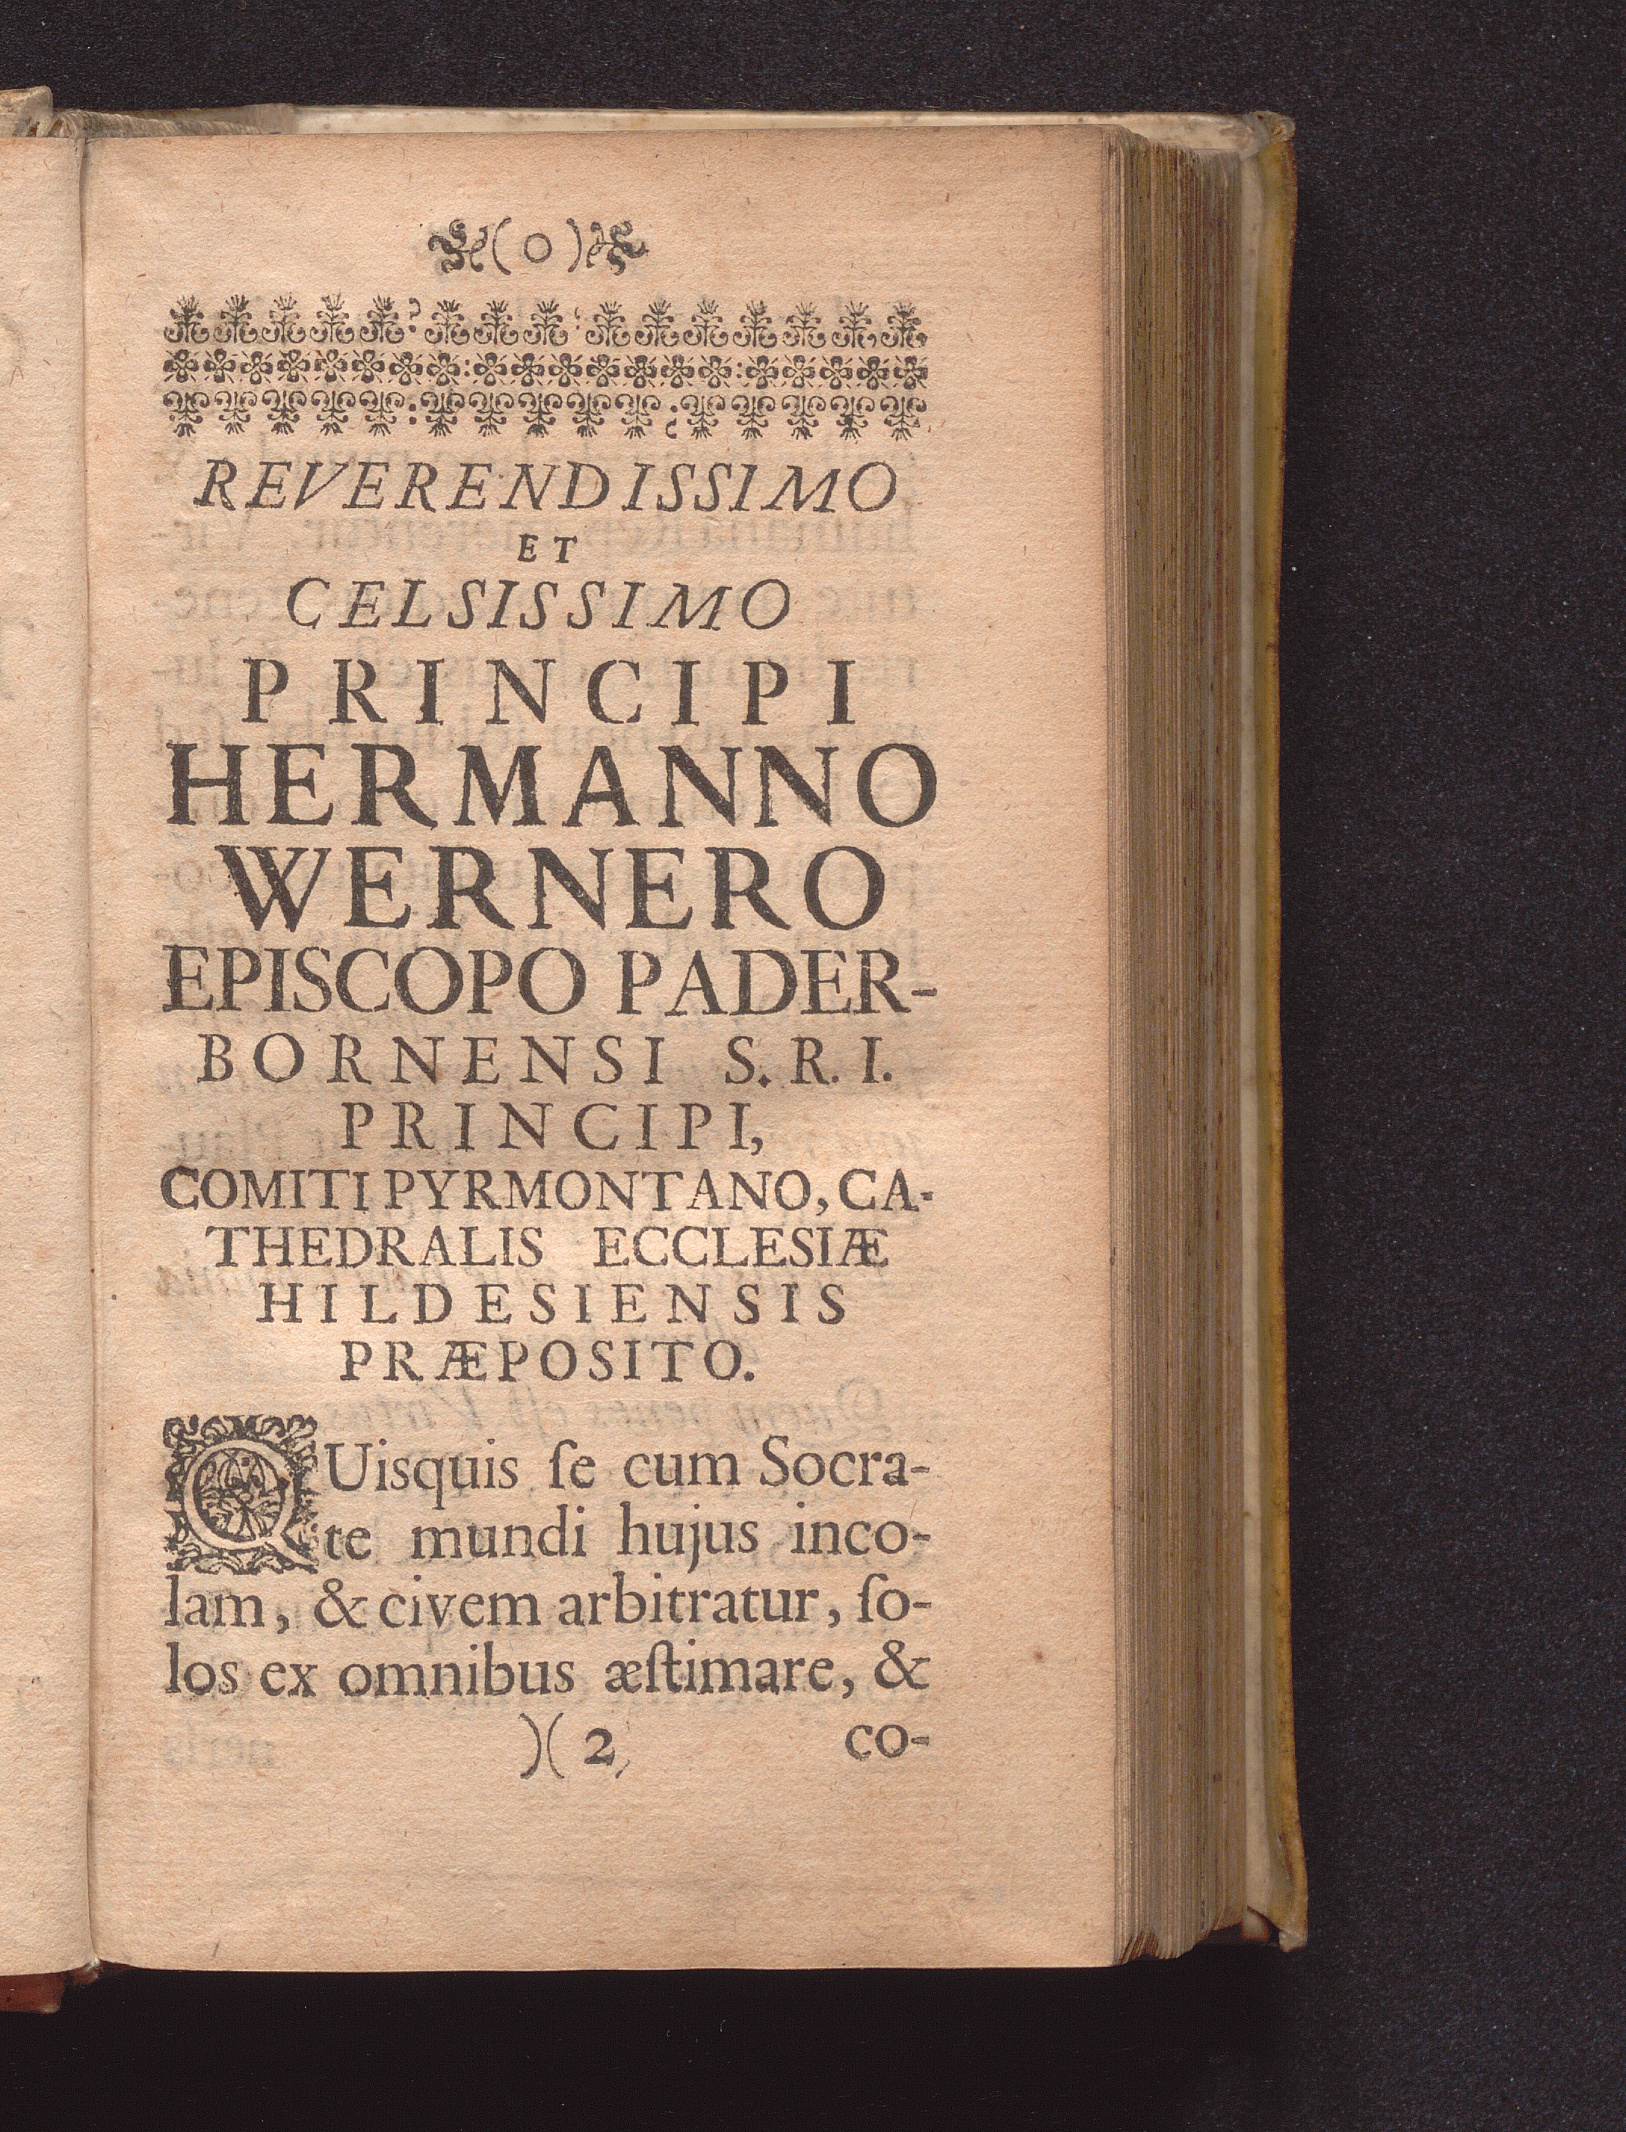 ( o )
REVERENDISSIMO
ET
CELSISSIMO
PRINCIPI
HERMANNO
WERNERO
EPISCOPO PADER-
BORNENSI S. R. I.
PRINCIPI,
COMITI PYRMONTANO, CA-
THEDRALIS ECCLESIÆ
HILDESIENSIS
PRÆPOSITO.
QUisquis ſe cum Socra-
te mundi hujus inco-
lam, & civem arbitratur, ſo-
los ex omnibus æſtimare, &
)( 2 co-